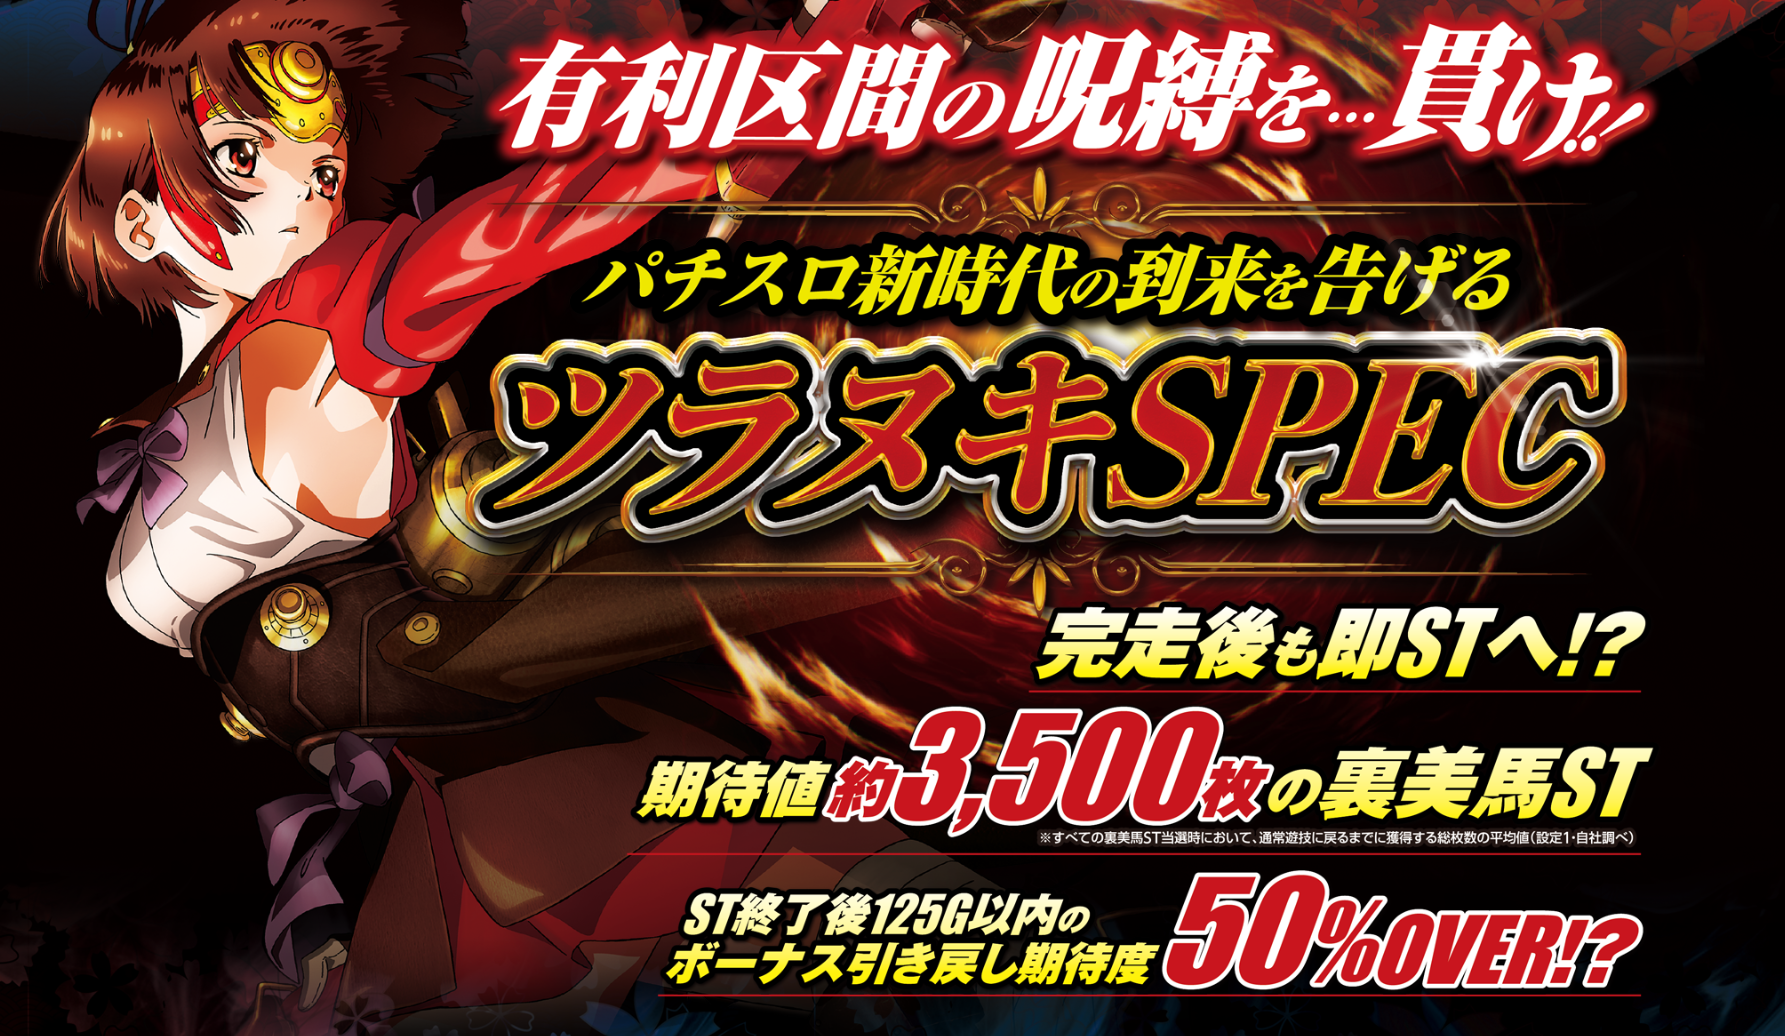 有利区間の呪縛を…貫け!!
パチスロ新時代の到来を告げる
ツラヌキSPEC
完走後も即STへ!?
期待値約3,500枚の裏美馬ST
※すべての裏美馬ST当選時において、通常遊技に戻るまでに獲得する総枚数の平均値(設定1・自社調べ)
ST終了後125G以内の
ボーナス引き戻し期待度50%OVER!?